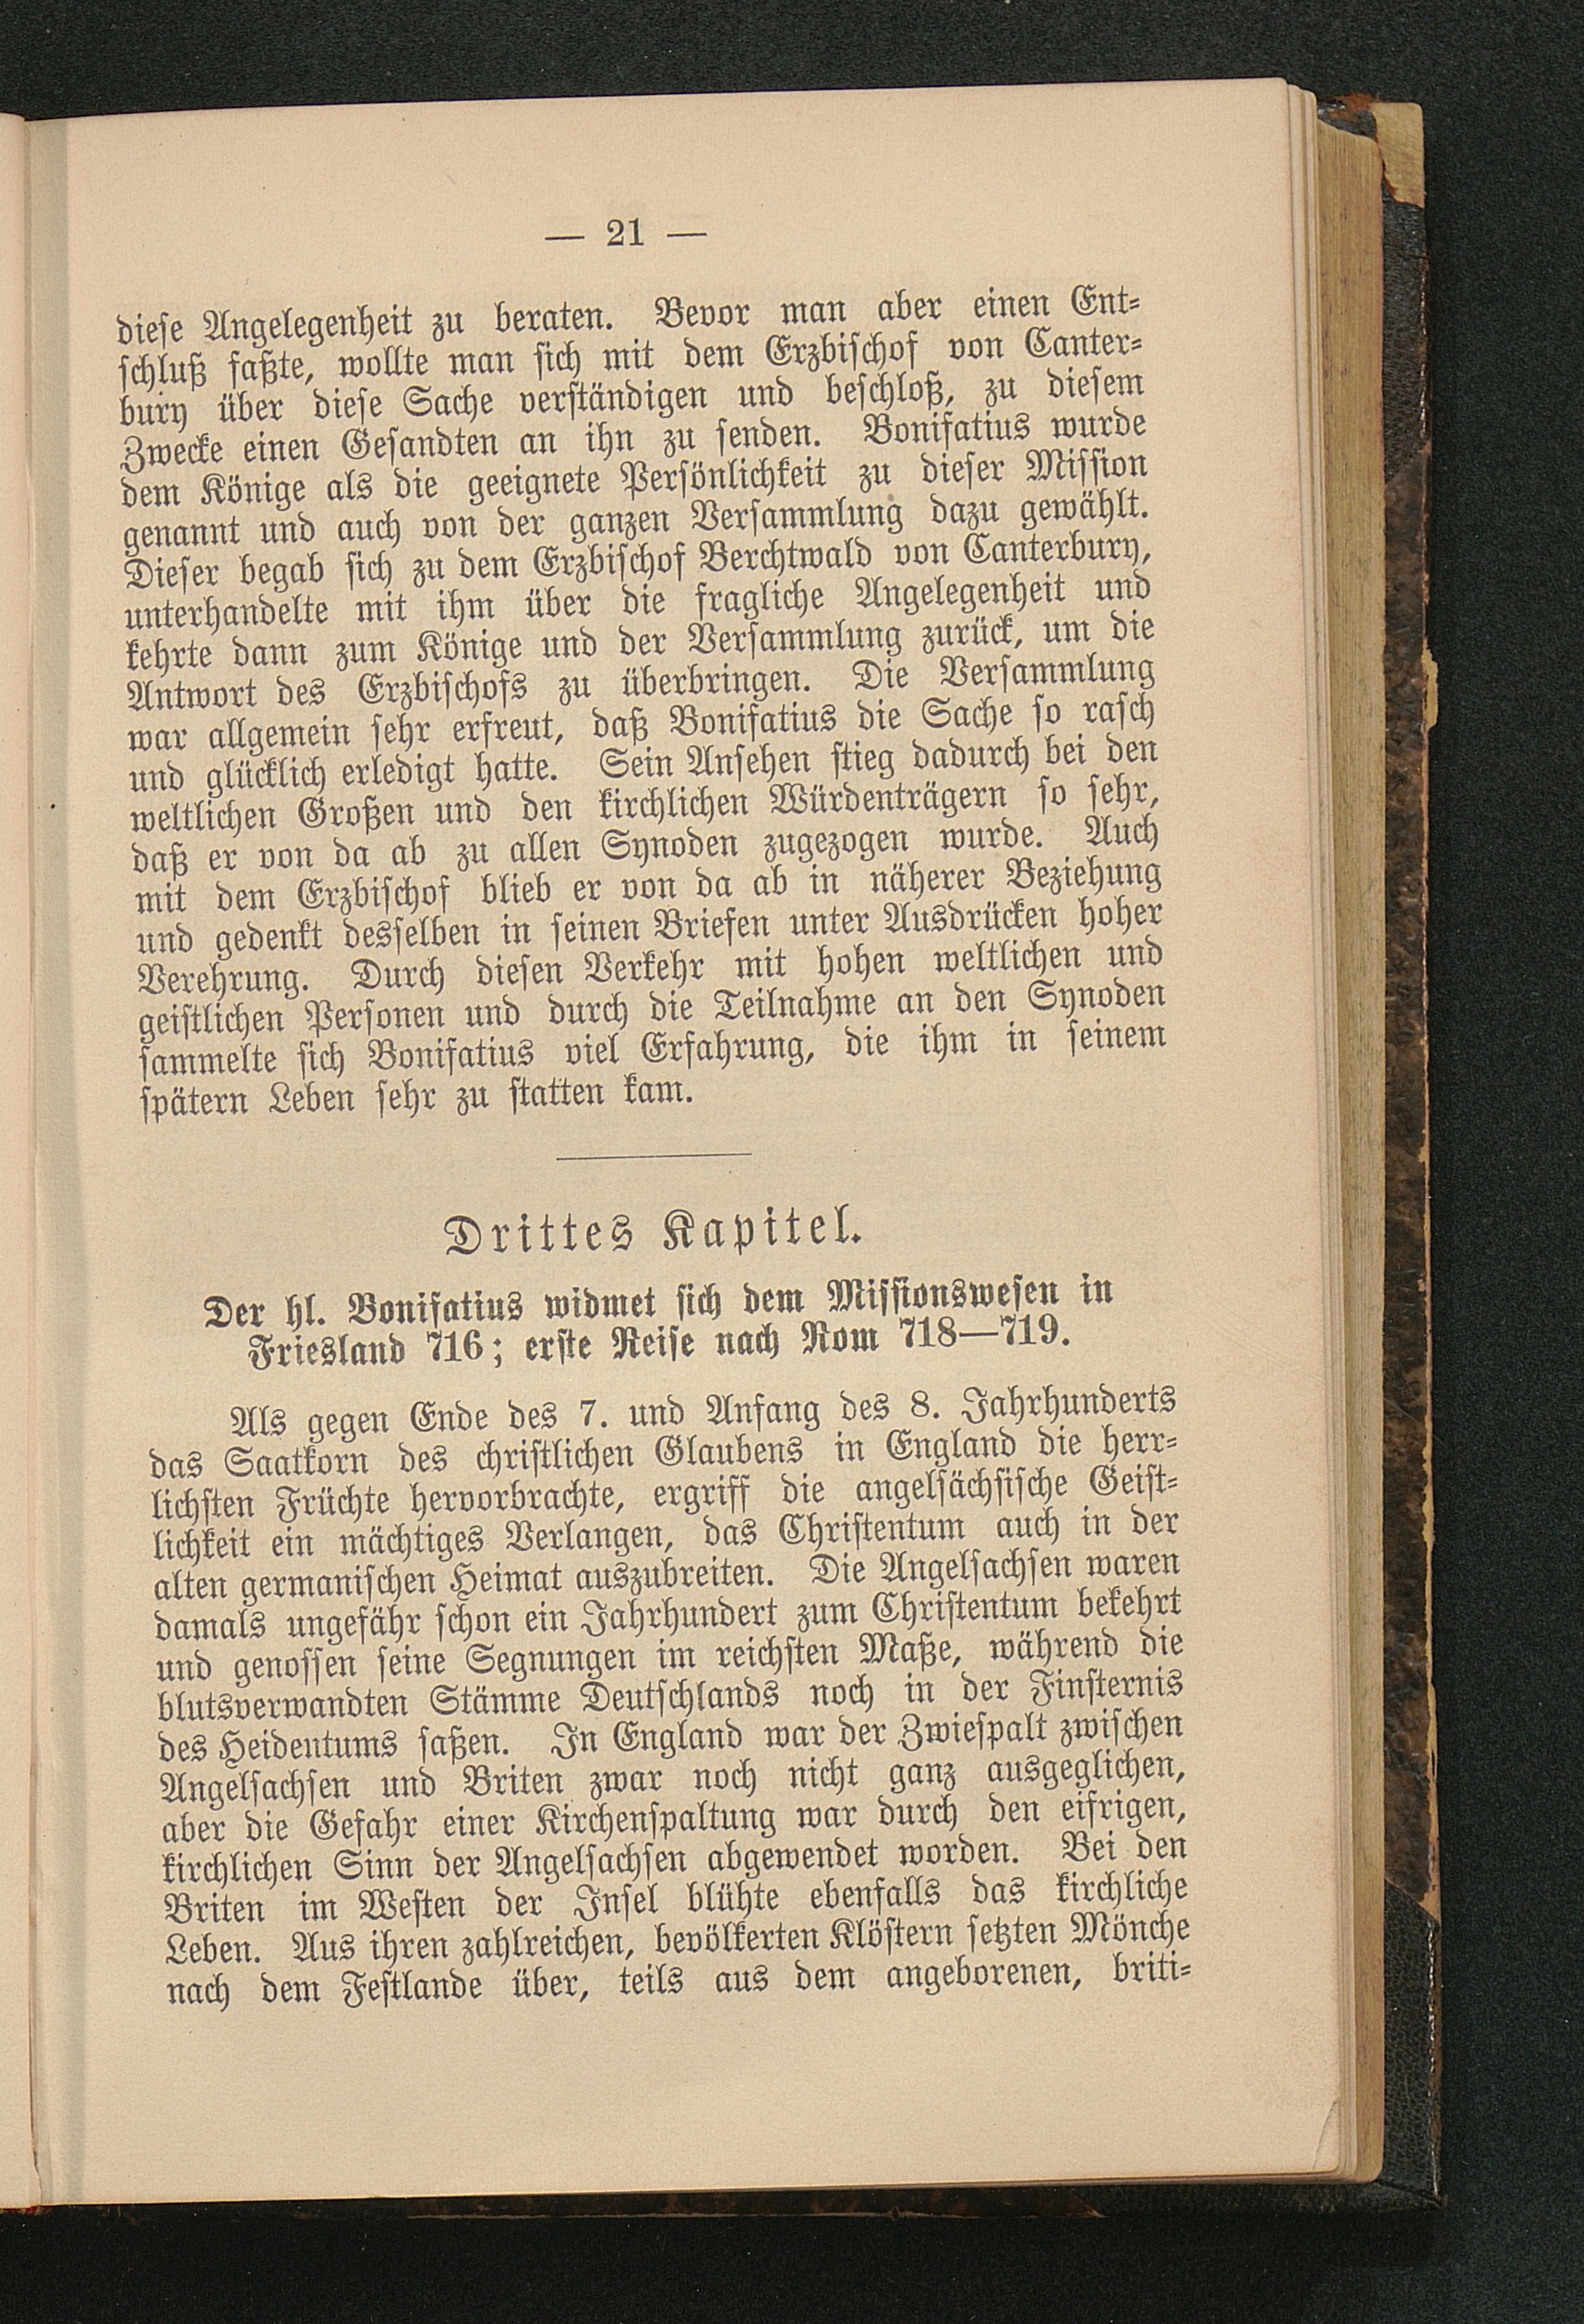 — 21 —
diese Angelegenheit zu beraten. Bevor man aber einen Ent-
schluß faßte, wollte man sich mit dem Erzbischof von Canter-
bury über diese Sache verständigen und beschloß, zu diesem
Zwecke einen Gesandten an ihn zu senden. Bonifatius wurde
dem Könige als die geeignete Persönlichkeit zu dieser Mission
genannt und auch von der ganzen Versammlung dazu gewählt.
Dieser begab sich zu dem Erzbischof Berchtwald von Canterbury,
unterhandelte mit ihm über die fragliche Angelegenheit und
kehrte dann zum Könige und der Versammlung zurück, um die
Antwort des Erzbischofs zu überbringen. Die Versammlung
war allgemein sehr erfreut, daß Bonifatius die Sache so rasch
und glücklich erledigt hatte. Sein Ansehen stieg dadurch bei den
weltlichen Großen und den kirchlichen Würdenträgern so sehr,
daß er von da ab zu allen Synoden zugezogen wurde. Auch
mit dem Erzbischof blieb er von da ab in näherer Beziehung
und gedenkt desselben in seinen Briefen unter Ausdrücken hoher
Verehrung. Durch diesen Verkehr mit hohen weltlichen und
geistlichen Personen und durch die Teilnahme an den Synoden
sammelte sich Bonifatius viel Erfahrung, die ihm in seinem
spätern Leben sehr zu statten kam.
Drittes Kapitel.
Der hl. Bonifatius widmet sich dem Missionswesen in
Friesland 716; erste Reise nach Rom 718—719.
Als gegen Ende des 7. und Anfang des 8. Jahrhunderts
das Saatkorn des christlichen Glaubens in England die herr-
lichsten Früchte hervorbrachte, ergriff die angelsächsische Geist-
lichkeit ein mächtiges Verlangen, das Christentum auch in der
alten germanischen Heimat auszubreiten. Die Angelsachsen waren
damals ungefähr schon ein Jahrhundert zum Christentum bekehrt
und genossen seine Segnungen im reichsten Maße, während die
blutsverwandten Stämme Deutschlands noch in der Finsternis
des Heidentums saßen. In England war der Zwiespalt zwischen
Angelsachsen und Briten zwar noch nicht ganz ausgeglichen,
aber die Gefahr einer Kirchenspaltung war durch den eifrigen,
kirchlichen Sinn der Angelsachsen abgewendet worden. Bei den
Briten im Westen der Insel blühte ebenfalls das kirchliche
Leben. Aus ihren zahlreichen, bevölkerten Klöstern setzten Mönche
nach dem Festlande über, teils aus dem angeborenen, briti-